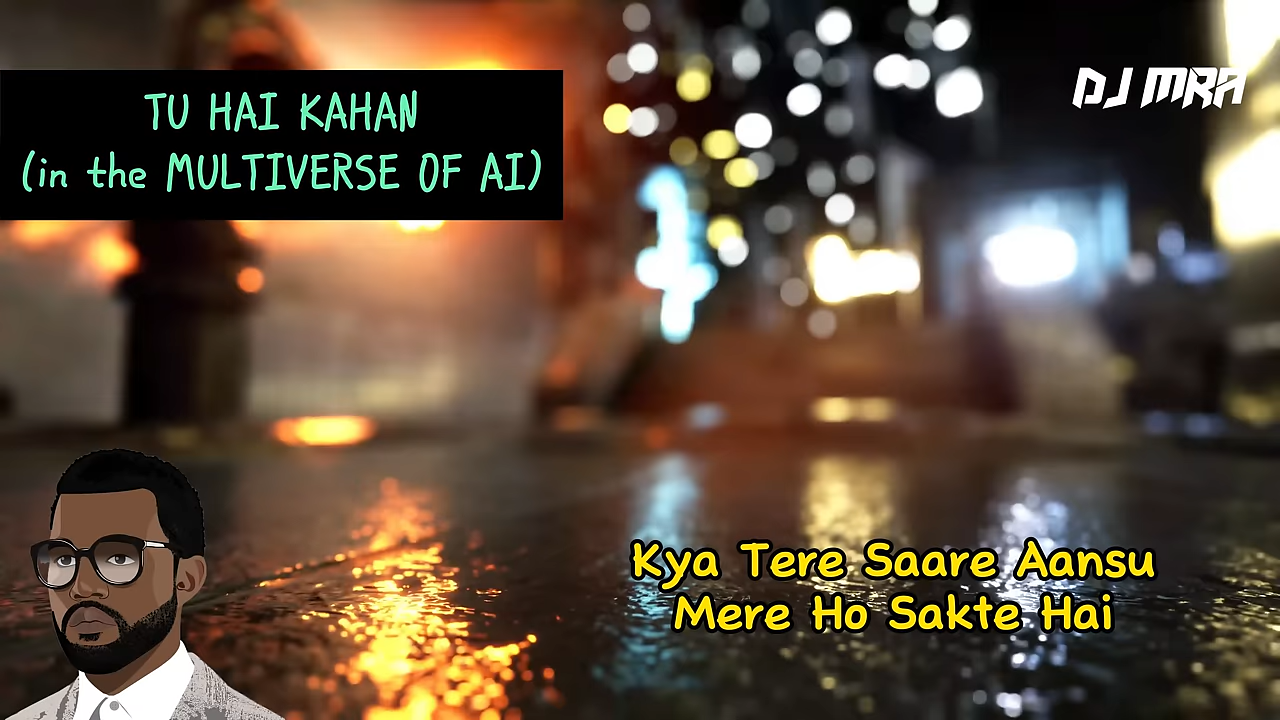 TU HAI KAHAN
(in the MULTIVERSE OF AI)
DJ MRA
Kya Tere Saare Aansu
Mere Ho Sakte Hai